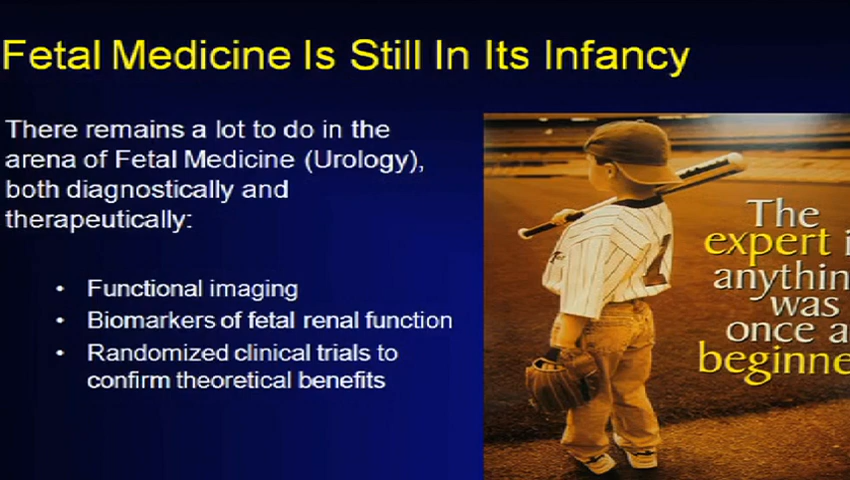 Fetal Medicine Is Still In Its Infancy
There remains a lot to do in the
arena of Fetal Medicine (Urology),
both diagnostically and
therapeutically:
• Functional imaging
• Biomarkers of fetal renal function
• Randomized clinical trials to
confirm theoretical benefits
The
expert i
anythin
was
once a
beginne